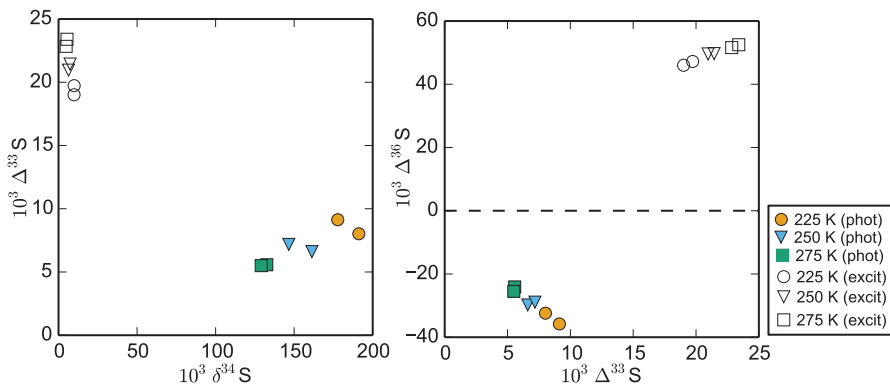 25
20
15
10
5
0
10³ Δ³³S
0 50 100 150 200
10³ δ³⁴S
60
40
20
0
−20
−40
10³ Δ³⁶S
0 5 10 15 20 25
10³ Δ³³S
225 K (phot)
250 K (phot)
275 K (phot)
225 K (excit)
250 K (excit)
275 K (excit)